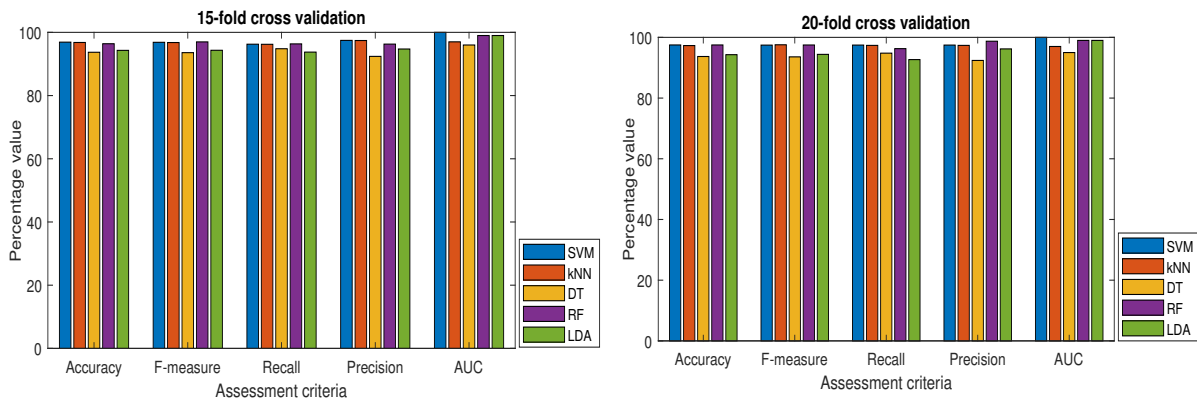 15-fold cross validation
100
80
60
40
20
0
Percentage value
Accuracy F-measure Recall Precision AUC
Assessment criteria
SVM
kNN
DT
RF
LDA
20-fold cross validation
100
80
60
40
20
0
Percentage value
Accuracy F-measure Recall Precision AUC
Assessment criteria
SVM
kNN
DT
RF
LDA